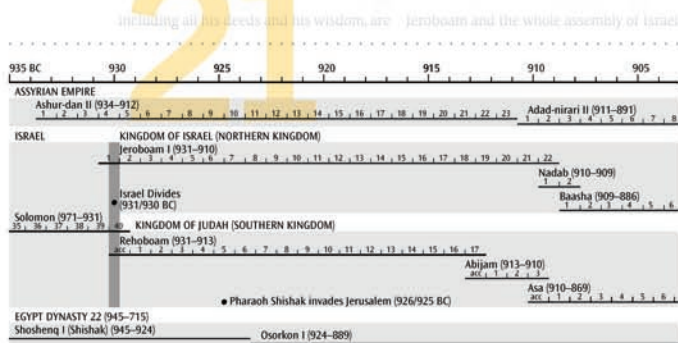 including all his deeds and his wisdom, are Jeroboam and the whole assembly of Israel
21
935 BC 930 925 920 915 910 905
ASSYRIAN EMPIRE
Ashur-dan II (934–912)
1 2 3 4 5 6 7 8 9 10 11 12 13 14 15 16 17 18 19 20 21 22 23
Adad-nirari II (911–891)
1 2 3 4 5 6 7 8
ISRAEL KINGDOM OF ISRAEL (NORTHERN KINGDOM)
Jeroboam I (931–910)
1 2 3 4 5 6 7 8 9 10 11 12 13 14 15 16 17 18 19 20 21 22
Nadab (910–909)
1 2
Israel Divides
(931/930 BC)
Baasha (909–886)
1 2 3 4 5 6
Solomon (971–931)
35 36 37 38 39 40
KINGDOM OF JUDAH (SOUTHERN KINGDOM)
Rehoboam (931–913)
acc 1 2 3 4 5 6 7 8 9 10 11 12 13 14 15 16 17
Abijam (913–910)
acc 1 2 3
Asa (910–869)
acc 1 2 3 4 5 6
Pharaoh Shishak invades Jerusalem (926/925 BC)
EGYPT DYNASTY 22 (945–715)
Shoshenq I (Shishak) (945–924)
Osorkon I (924–889)